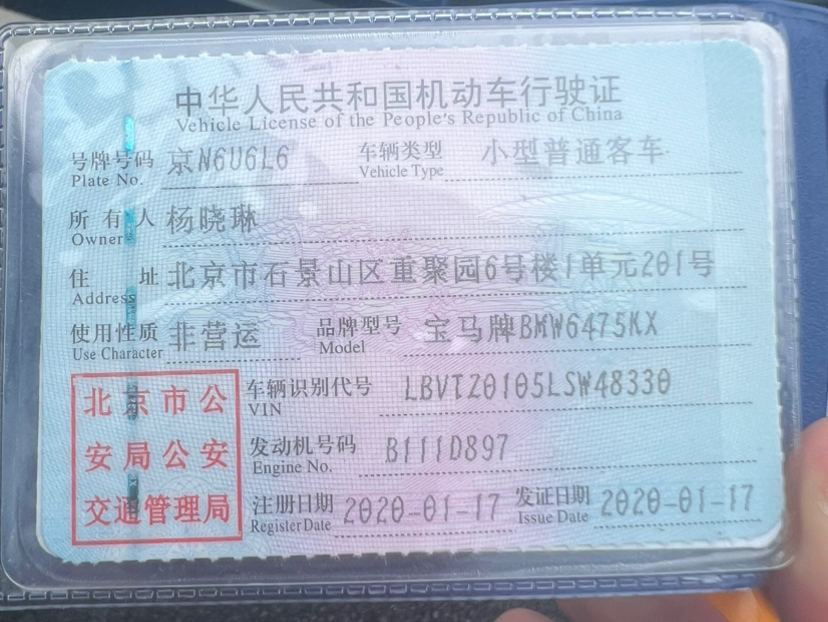 中华人民共和国机动车行驶证
Vehicle License of the People's Republic of China
号牌号码 京N6U6L6 车辆类型 小型普通客车
Plate No. Vehicle Type
所有人 杨晓琳
Owner
住址 北京市石景山区重聚园6号楼1单元201号
Address
使用性质 非营运 品牌型号 宝马牌BMW6475KX
Use Character Model
北京市公安局公安交通管理局
车辆识别代号 LBVTZ0105LSW48330
VIN
发动机号码 B111D897
Engine No.
注册日期 2020-01-17 发证日期 2020-01-17
Register Date Issue Date